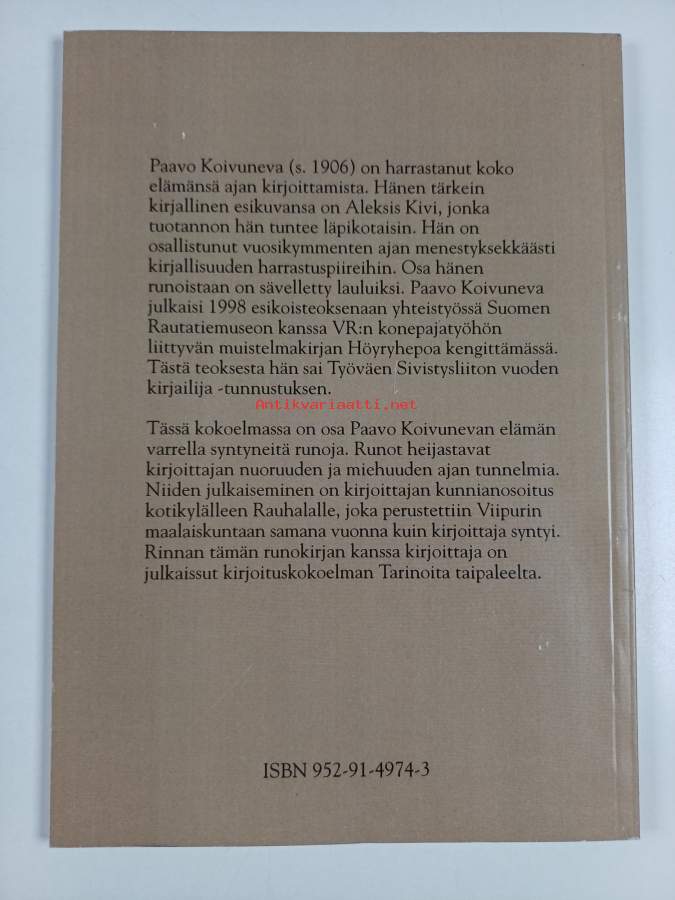 Paavo Koivuneva (s. 1906) on harrastanut koko
elämänsä ajan kirjoittamista. Hänen tärkein
kirjallinen esikuvansa on Aleksis Kivi, jonka
tuotannon hän tuntee läpikotaisin. Hän on
osallistunut vuosikymmenten ajan menestyksekkäästi
kirjallisuuden harrastuspiireihin. Osa hänen
runoistaan on sävelletty lauluiksi. Paavo Koivuneva
julkaisi 1998 esikoisteoksenaan yhteistyössä Suomen
Rautatiemuseon kanssa VR:n konepajatyöhön
liittyvän muistelmakirjan Höyryhepoa kengittämässä.
Tästä teoksesta hän sai Työväen Sivistysliiton vuoden
kirjailija -tunnustuksen.
Antikvariaatti.net
Tässä kokoelmassa on osa Paavo Koivunevan elämän
varrella syntyneitä runoja. Runot heijastavat
kirjoittajan nuoruuden ja miehuuden ajan tunnelmia.
Niiden julkaiseminen on kirjoittajan kunnianosoitus
kotikylälleen Rauhalalle, joka perustettiin Viipurin
maalaiskuntaan samana vuonna kuin kirjoittaja syntyi.
Rinnan tämän runokirjan kanssa kirjoittaja on
julkaissut kirjoituskokoelman Tarinoita taipaleelta.
ISBN 952-91-4974-3